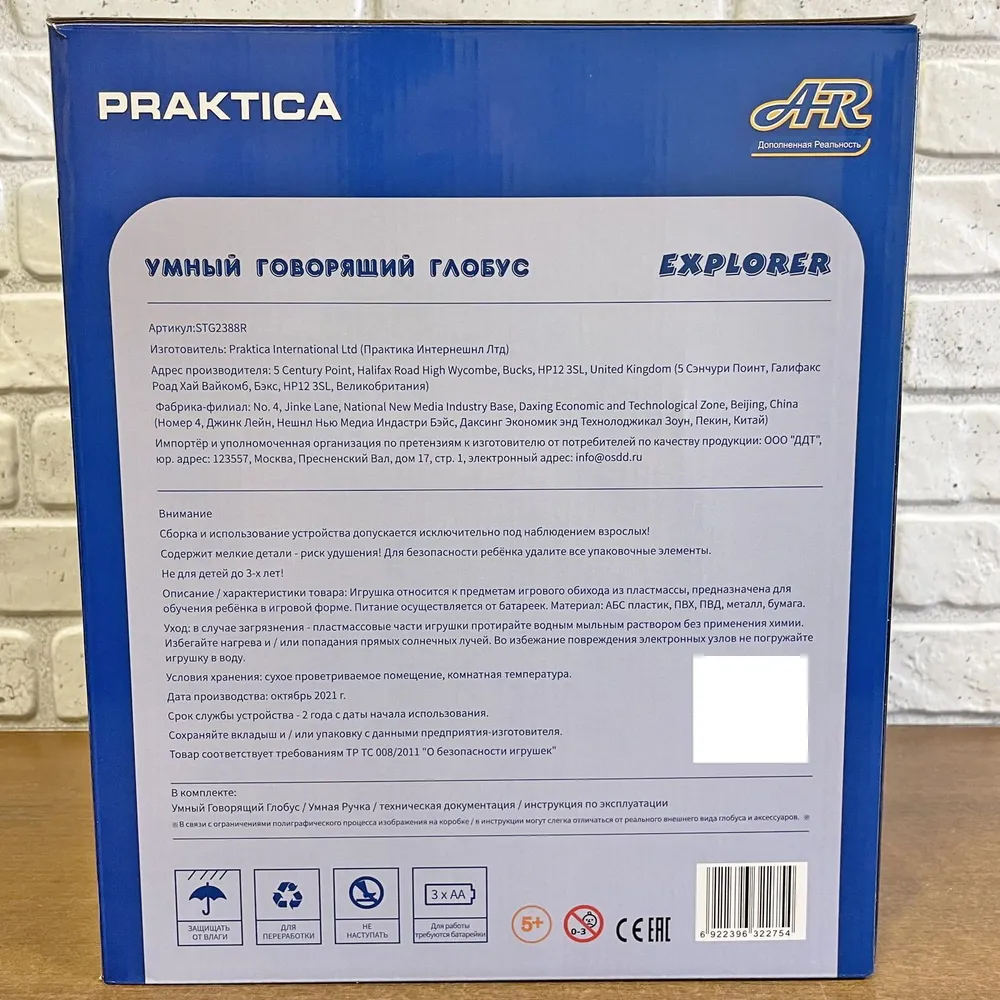 PRAKTICA
AR
Дополненная Реальность
УМНЫЙ ГОВОРЯЩИЙ ГЛОБУС
EXPLORER
Артикул:STG2388R
Изготовитель: Praktica International Ltd (Практика Интернешнл Лтд)
Адрес производителя: 5 Century Point, Halifax Road High Wycombe, Bucks, HP12 3SL, United Kingdom (5 Сэнчури Поинт, Галифакс
Роад Хай Вайкомб, Бэкс, HP12 3SL, Великобритания)
Фабрика-филиал: No. 4, Jinke Lane, National New Media Industry Base, Daxing Economic and Technological Zone, Beijing, China
(Номер 4, Джинк Лейн, Нешнл Нью Медиа Индастри Бэйс, Даксинг Экономик энд Технолоджикал Зоун, Пекин, Китай)
Импортёр и уполномоченная организация по претензиям к изготовителю от потребителей по качеству продукции: ООО "ДДТ",
юр. адрес: 123557, Москва, Пресненский Вал, дом 17, стр. 1, электронный адрес: info@osdd.ru
Внимание
Сборка и использование устройства допускается исключительно под наблюдением взрослых!
Содержит мелкие детали - риск удушения! Для безопасности ребёнка удалите все упаковочные элементы.
Не для детей до 3-х лет!
Описание / характеристики товара: Игрушка относится к предметам игрового обихода из пластмассы, предназначена для
обучения ребёнка в игровой форме. Питание осуществляется от батареек. Материал: АБС пластик, ПВХ, ПВД, металл, бумага.
Уход: в случае загрязнения - пластмассовые части игрушки протирайте водным мыльным раствором без применения химии.
Избегайте нагрева и / или попадания прямых солнечных лучей. Во избежание повреждения электронных узлов не погружайте
игрушку в воду.
Условия хранения: сухое проветриваемое помещение, комнатная температура.
Дата производства: октябрь 2021 г.
Срок службы устройства - 2 года с даты начала использования.
Сохраняйте вкладыш и / или упаковку с данными предприятия-изготовителя.
Товар соответствует требованиям ТР ТС 008/2011 "О безопасности игрушек"
В комплекте:
Умный Говорящий Глобус / Умная Ручка / техническая документация / инструкция по эксплуатации
※В связи с ограничениями полиграфического процесса изображения на коробке / в инструкции могут слегка отличаться от реального внешнего вида глобуса и аксессуаров. ※
ЗАЩИЩАТЬ
ОТ ВЛАГИ
ДЛЯ
ПЕРЕРАБОТКИ
НЕ
НАСТУПАТЬ
3 x AA
Для работы
требуются батарейки
5+
0-3
CE EAC
6 922396 322754